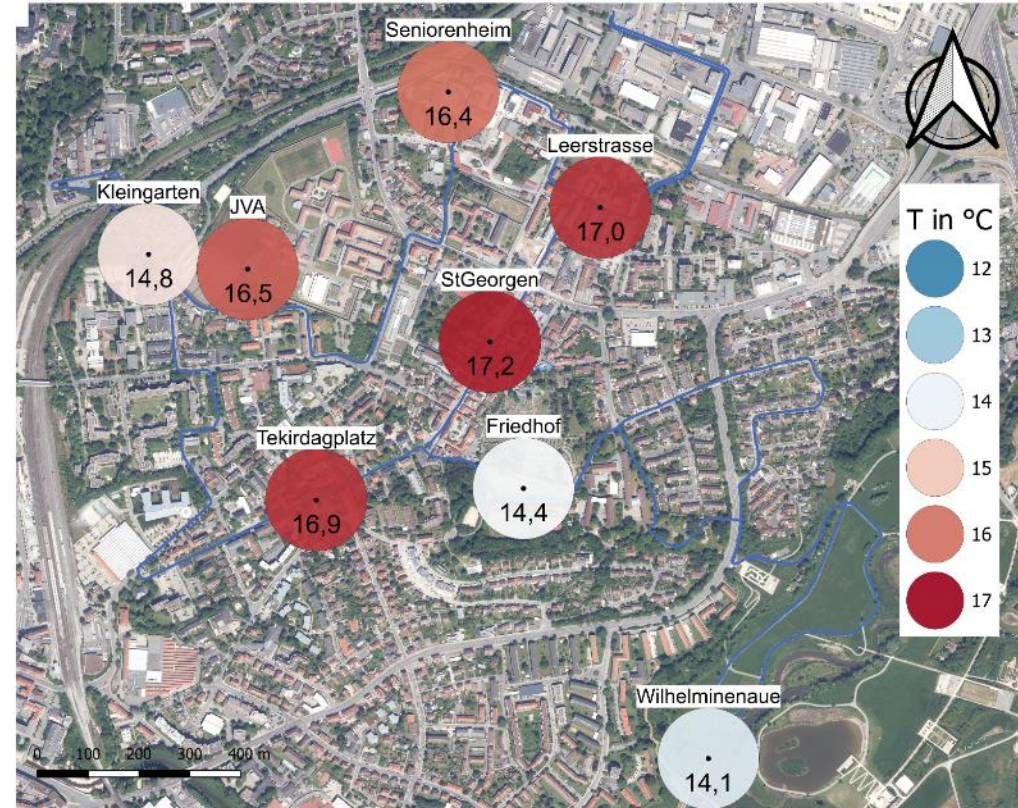 Seniorenheim
16,4
Leerstrasse
17,0
Kleingarten
14,8
JVA
16,5
StGeorgen
17,2
Tekirdagplatz
16,9
Friedhof
14,4
Wilhelminenaue
14,1
T in °C
12
13
14
15
16
17
0 100 200 300 400 m